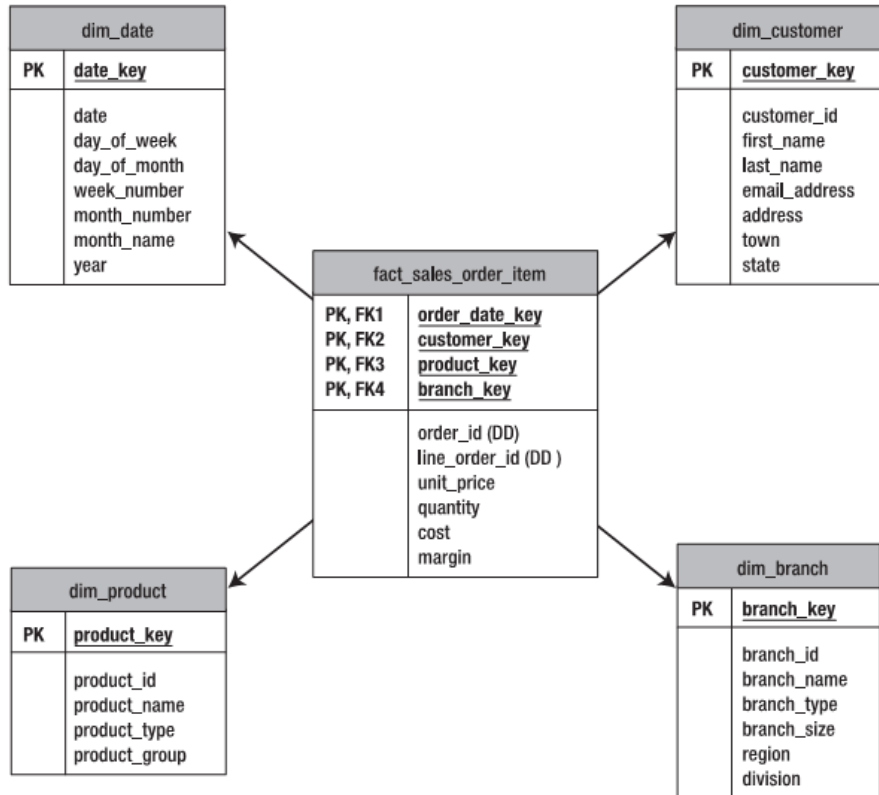 dim_date
PK date_key
date
day_of_week
day_of_month
week_number
month_number
month_name
year
dim_customer
PK customer_key
customer_id
first_name
last_name
email_address
address
town
state
fact_sales_order_item
PK, FK1 order_date_key
PK, FK2 customer_key
PK, FK3 product_key
PK, FK4 branch_key
order_id (DD)
line_order_id (DD )
unit_price
quantity
cost
margin
dim_product
PK product_key
product_id
product_name
product_type
product_group
dim_branch
PK branch_key
branch_id
branch_name
branch_type
branch_size
region
division